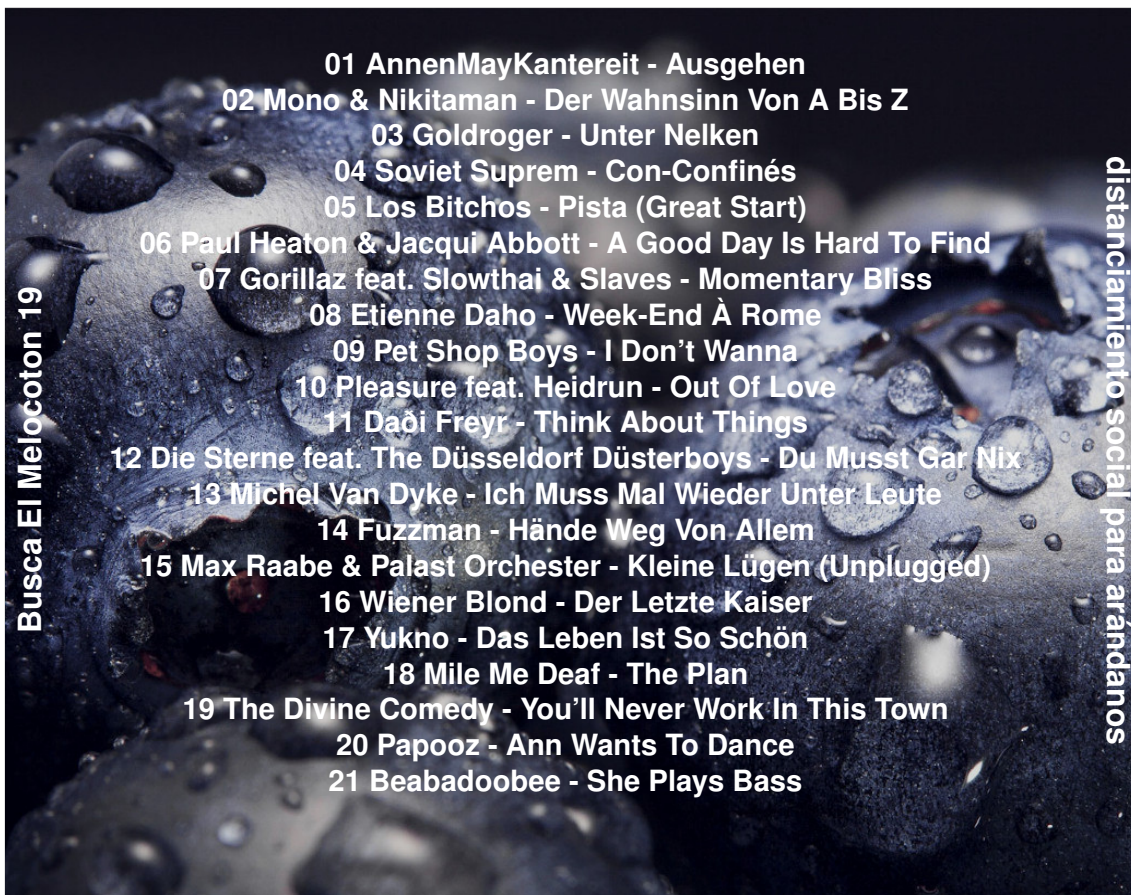 01 AnnenMayKantereit - Ausgehen
02 Mono & Nikitaman - Der Wahnsinn Von A Bis Z
03 Goldroger - Unter Nelken
04 Soviet Suprem - Con-Confinés
05 Los Bitchos - Pista (Great Start)
06 Paul Heaton & Jacqui Abbott - A Good Day Is Hard To Find
07 Gorillaz feat. Slowthai & Slaves - Momentary Bliss
08 Etienne Daho - Week-End À Rome
09 Pet Shop Boys - I Don't Wanna
10 Pleasure feat. Heidrun - Out Of Love
11 Daði Freyr - Think About Things
12 Die Sterne feat. The Düsseldorf Düsterboys - Du Musst Gar Nix
13 Michel Van Dyke - Ich Muss Mal Wieder Unter Leute
14 Fuzzman - Hände Weg Von Allem
15 Max Raabe & Palast Orchester - Kleine Lügen (Unplugged)
16 Wiener Blond - Der Letzte Kaiser
17 Yukno - Das Leben Ist So Schön
18 Mile Me Deaf - The Plan
19 The Divine Comedy - You'll Never Work In This Town
20 Papooz - Ann Wants To Dance
21 Beabadoobee - She Plays Bass
Busca El Melocoton 19
distanciamiento social para arándanos